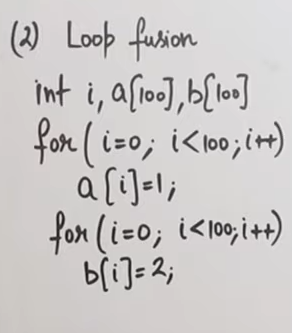 (2) Loop fusion
int i, a[100], b[100]
for( i=0; i<100; i++)
a[i]=1;
for (i=0; i<100; i++)
b[i]=2;